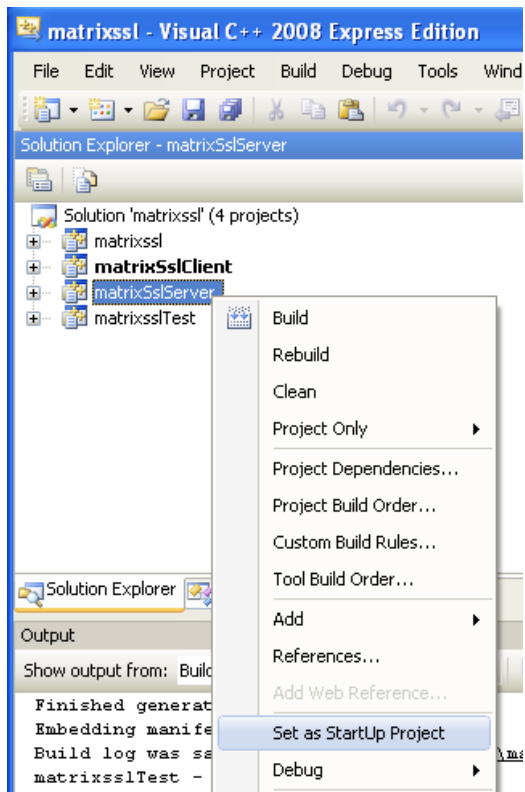 matrixssl - Visual C++ 2008 Express Edition
File Edit View Project Build Debug Tools Wind
Solution Explorer - matrixSslServer
Solution 'matrixssl' (4 projects)
matrixssl
matrixSslClient
matrixSslServer
matrixsslTest
Build
Rebuild
Clean
Project Only
Project Dependencies...
Project Build Order...
Custom Build Rules...
Tool Build Order...
Add
References...
Add Web Reference...
Set as StartUp Project
Debug
Solution Explorer
Output
Show output from: Build
Finished generat
Embedding manife
Build log was sa \ma
matrixsslTest -